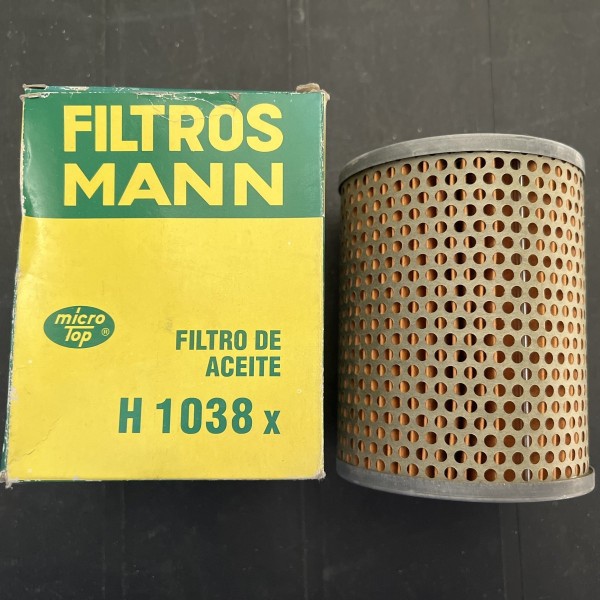 FILTROS
MANN
micro
Top ®
FILTRO DE
ACEITE
H 1038 x